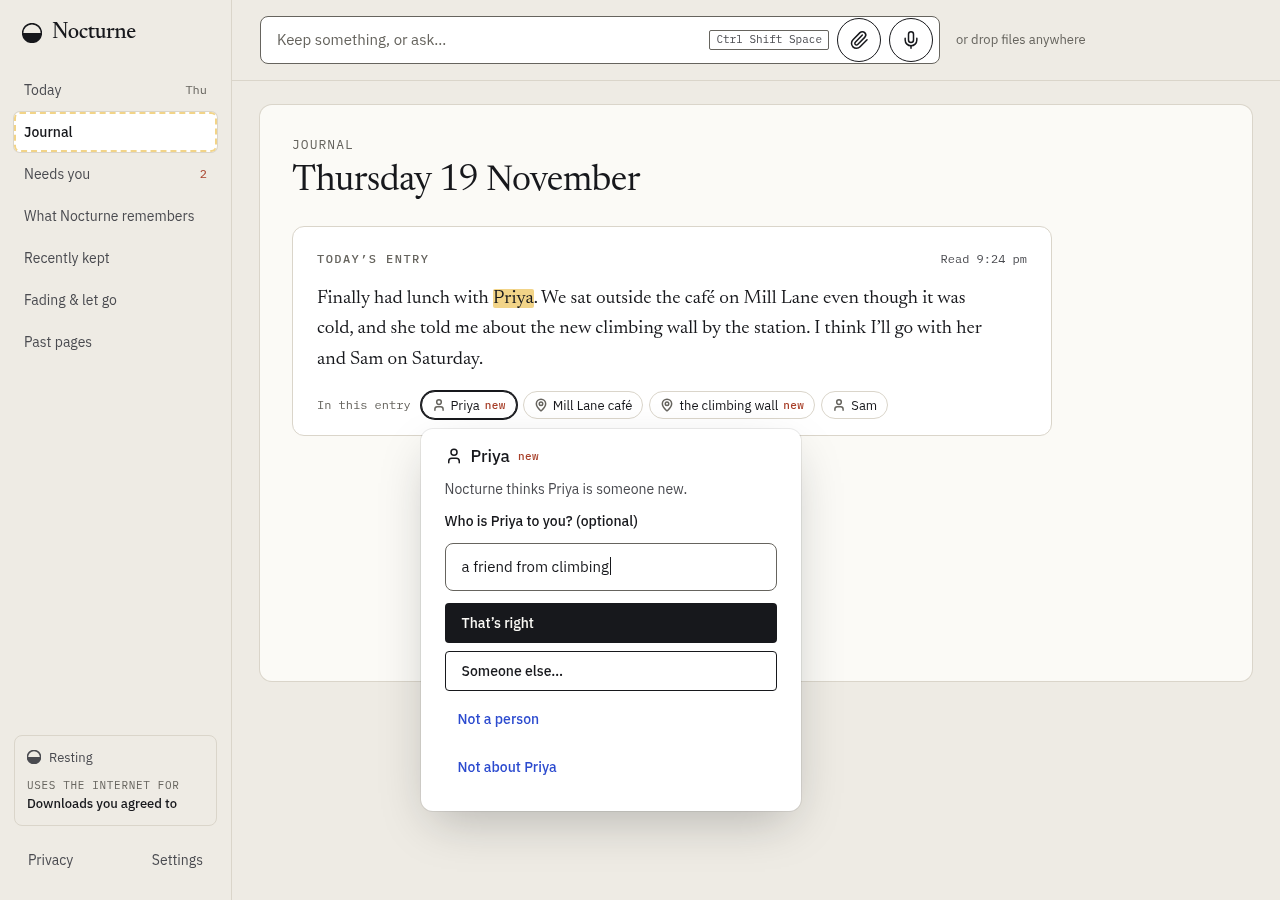 Nocturne
Today Thu
Journal
Needs you 2
What Nocturne remembers
Recently kept
Fading & let go
Past pages
Resting
USES THE INTERNET FOR
Downloads you agreed to
Privacy Settings
Keep something, or ask… Ctrl Shift Space or drop files anywhere
JOURNAL
Thursday 19 November
TODAY’S ENTRY Read 9:24 pm
Finally had lunch with Priya. We sat outside the café on Mill Lane even though it was
cold, and she told me about the new climbing wall by the station. I think I’ll go with her
and Sam on Saturday.
In this entry Priya new Mill Lane café the climbing wall new Sam
Priya new
Nocturne thinks Priya is someone new.
Who is Priya to you? (optional)
a friend from climbing
That’s right
Someone else…
Not a person
Not about Priya